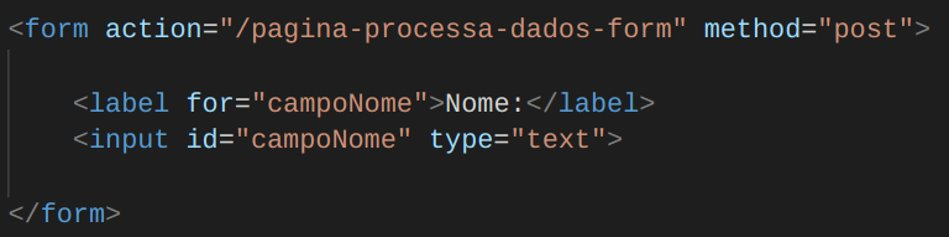 <form action="/pagina-processa-dados-form" method="post">
<label for="campoNome">Nome:</label>
<input id="campoNome" type="text">
</form>